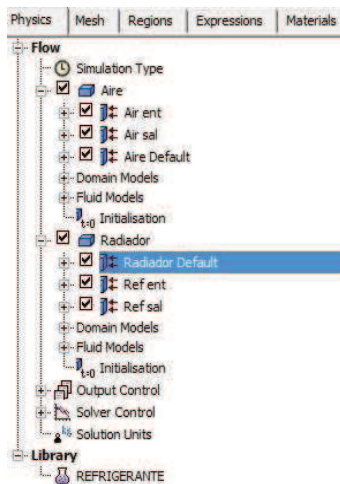 Physics Mesh Regions Expressions Materials
Flow
Simulation Type
Aire
Air ent
Air sal
Aire Default
Domain Models
Fluid Models
t=0 Initialisation
Radiador
Radiador Default
Ref ent
Ref sal
Domain Models
Fluid Models
t=0 Initialisation
Output Control
Solver Control
Solution Units
Library
REFRIGERANTE